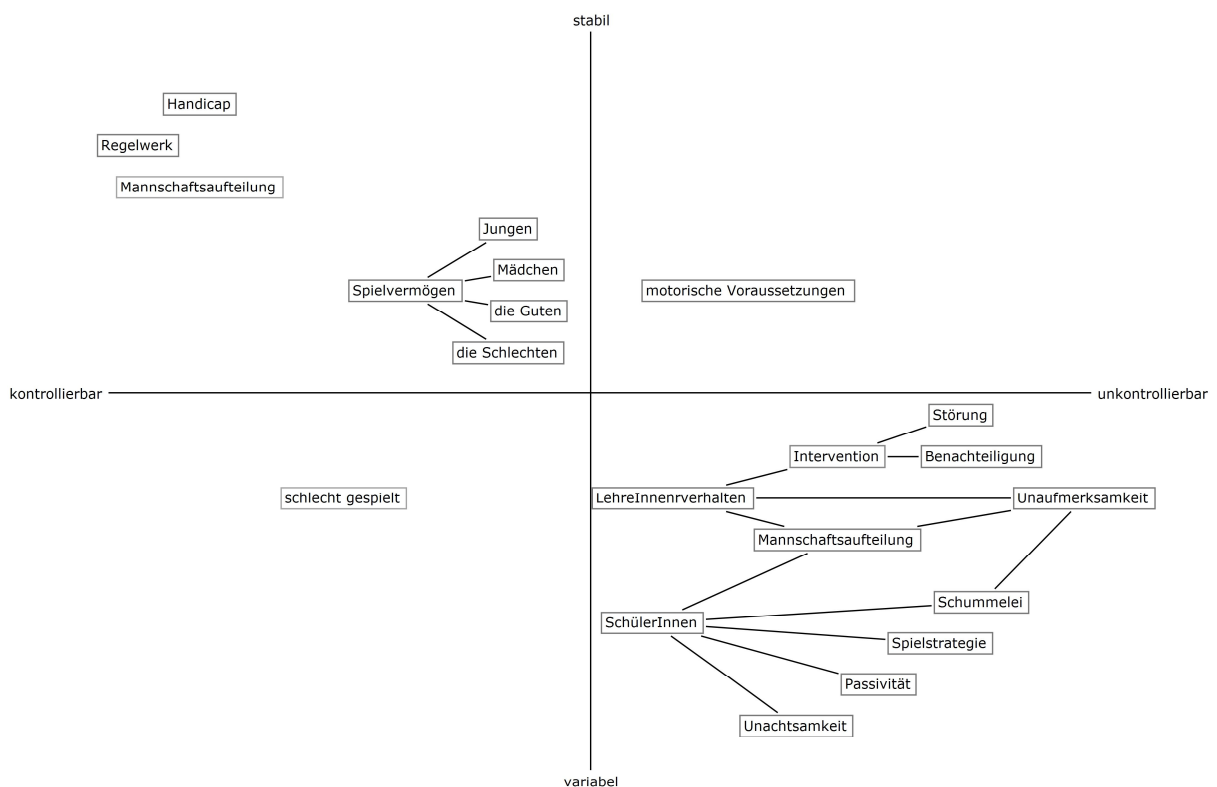 stabil
Handicap
Regelwerk
Mannschaftsaufteilung
Jungen
Mädchen
Spielvermögen
motorische Voraussetzungen
die Guten
die Schlechten
kontrollierbar
unkontrollierbar
Störung
Intervention
Benachteiligung
schlecht gespielt
LehreInnenrverhalten
Unaufmerksamkeit
Mannschaftsaufteilung
Schummelei
SchülerInnen
Spielstrategie
Passivität
Unachtsamkeit
variabel